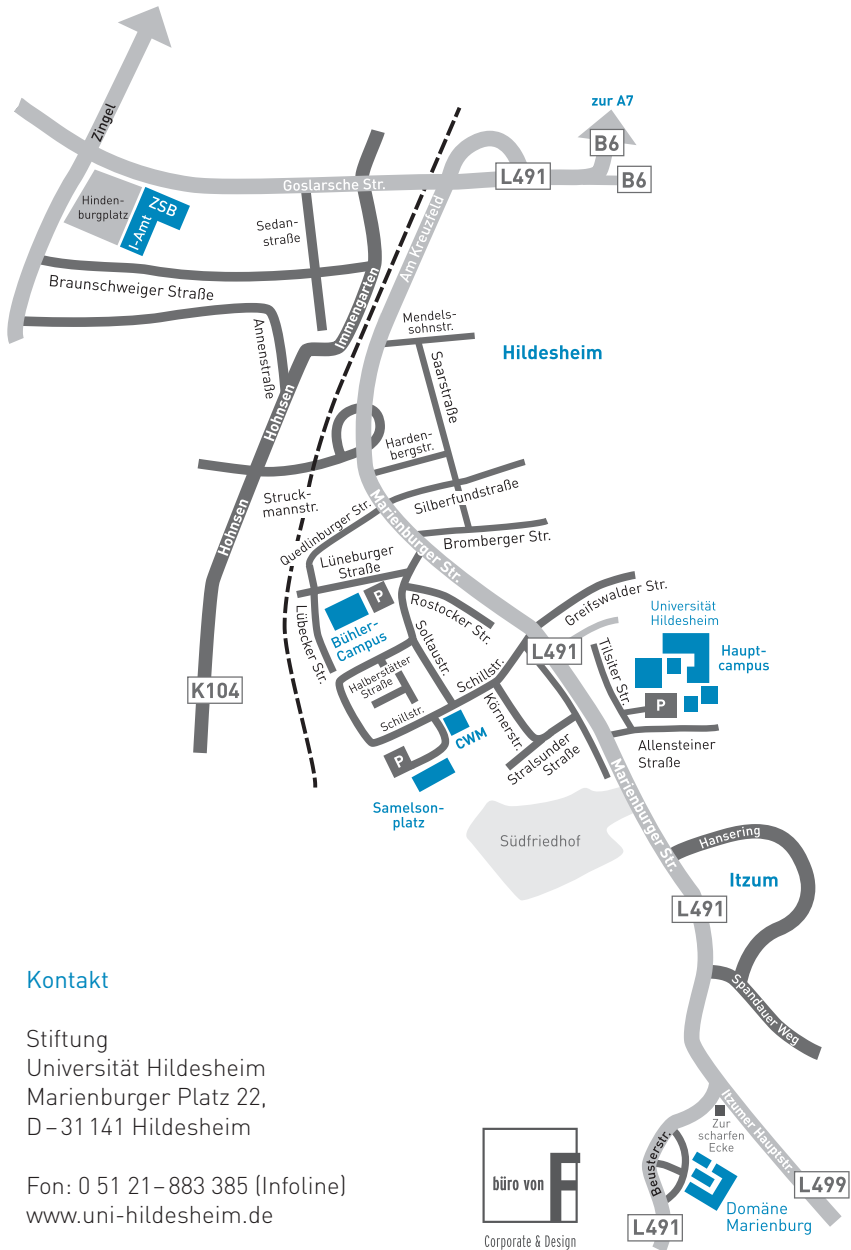 zur A7
Zingel
B6
L491
B6
Goslarsche Str.
Hinden-
burgplatz
ZSB
I-Amt
Sedan-
straße
Am Kreuzfeld
Braunschweiger Straße
Immengarten
Annenstraße
Mendels-
sohnstr.
Hildesheim
Saarstraße
Hohnsen
Harden-
bergstr.
Struck-
mannstr.
Silberfundstraße
Marienburger Str.
Quedlinburger Str.
Hohnsen
Bromberger Str.
Lüneburger
Straße
P
Bühler-
Campus
Lübecker Str.
Rostocker Str.
Soltaustr.
Greifswalder Str.
Universität
Hildesheim
Haupt-
campus
L491
Tilsiter Str.
P
K104
Halberstätter
Straße
Schillstr.
Schillstr.
Körnerstr.
CWM
P
Stralsunder
Straße
Allensteiner
Straße
Samelson-
platz
Marienburger Str.
Südfriedhof
Hansering
Itzum
L491
Spandauer Weg
Kontakt
Stiftung
Universität Hildesheim
Marienburger Platz 22,
D–31141 Hildesheim
Fon: 0 51 21–883 385 (Infoline)
www.uni-hildesheim.de
büro von F
Corporate & Design
Itzumer Hauptstr.
Zur
scharfen
Ecke
Beusterstr.
L499
Domäne
Marienburg
L491